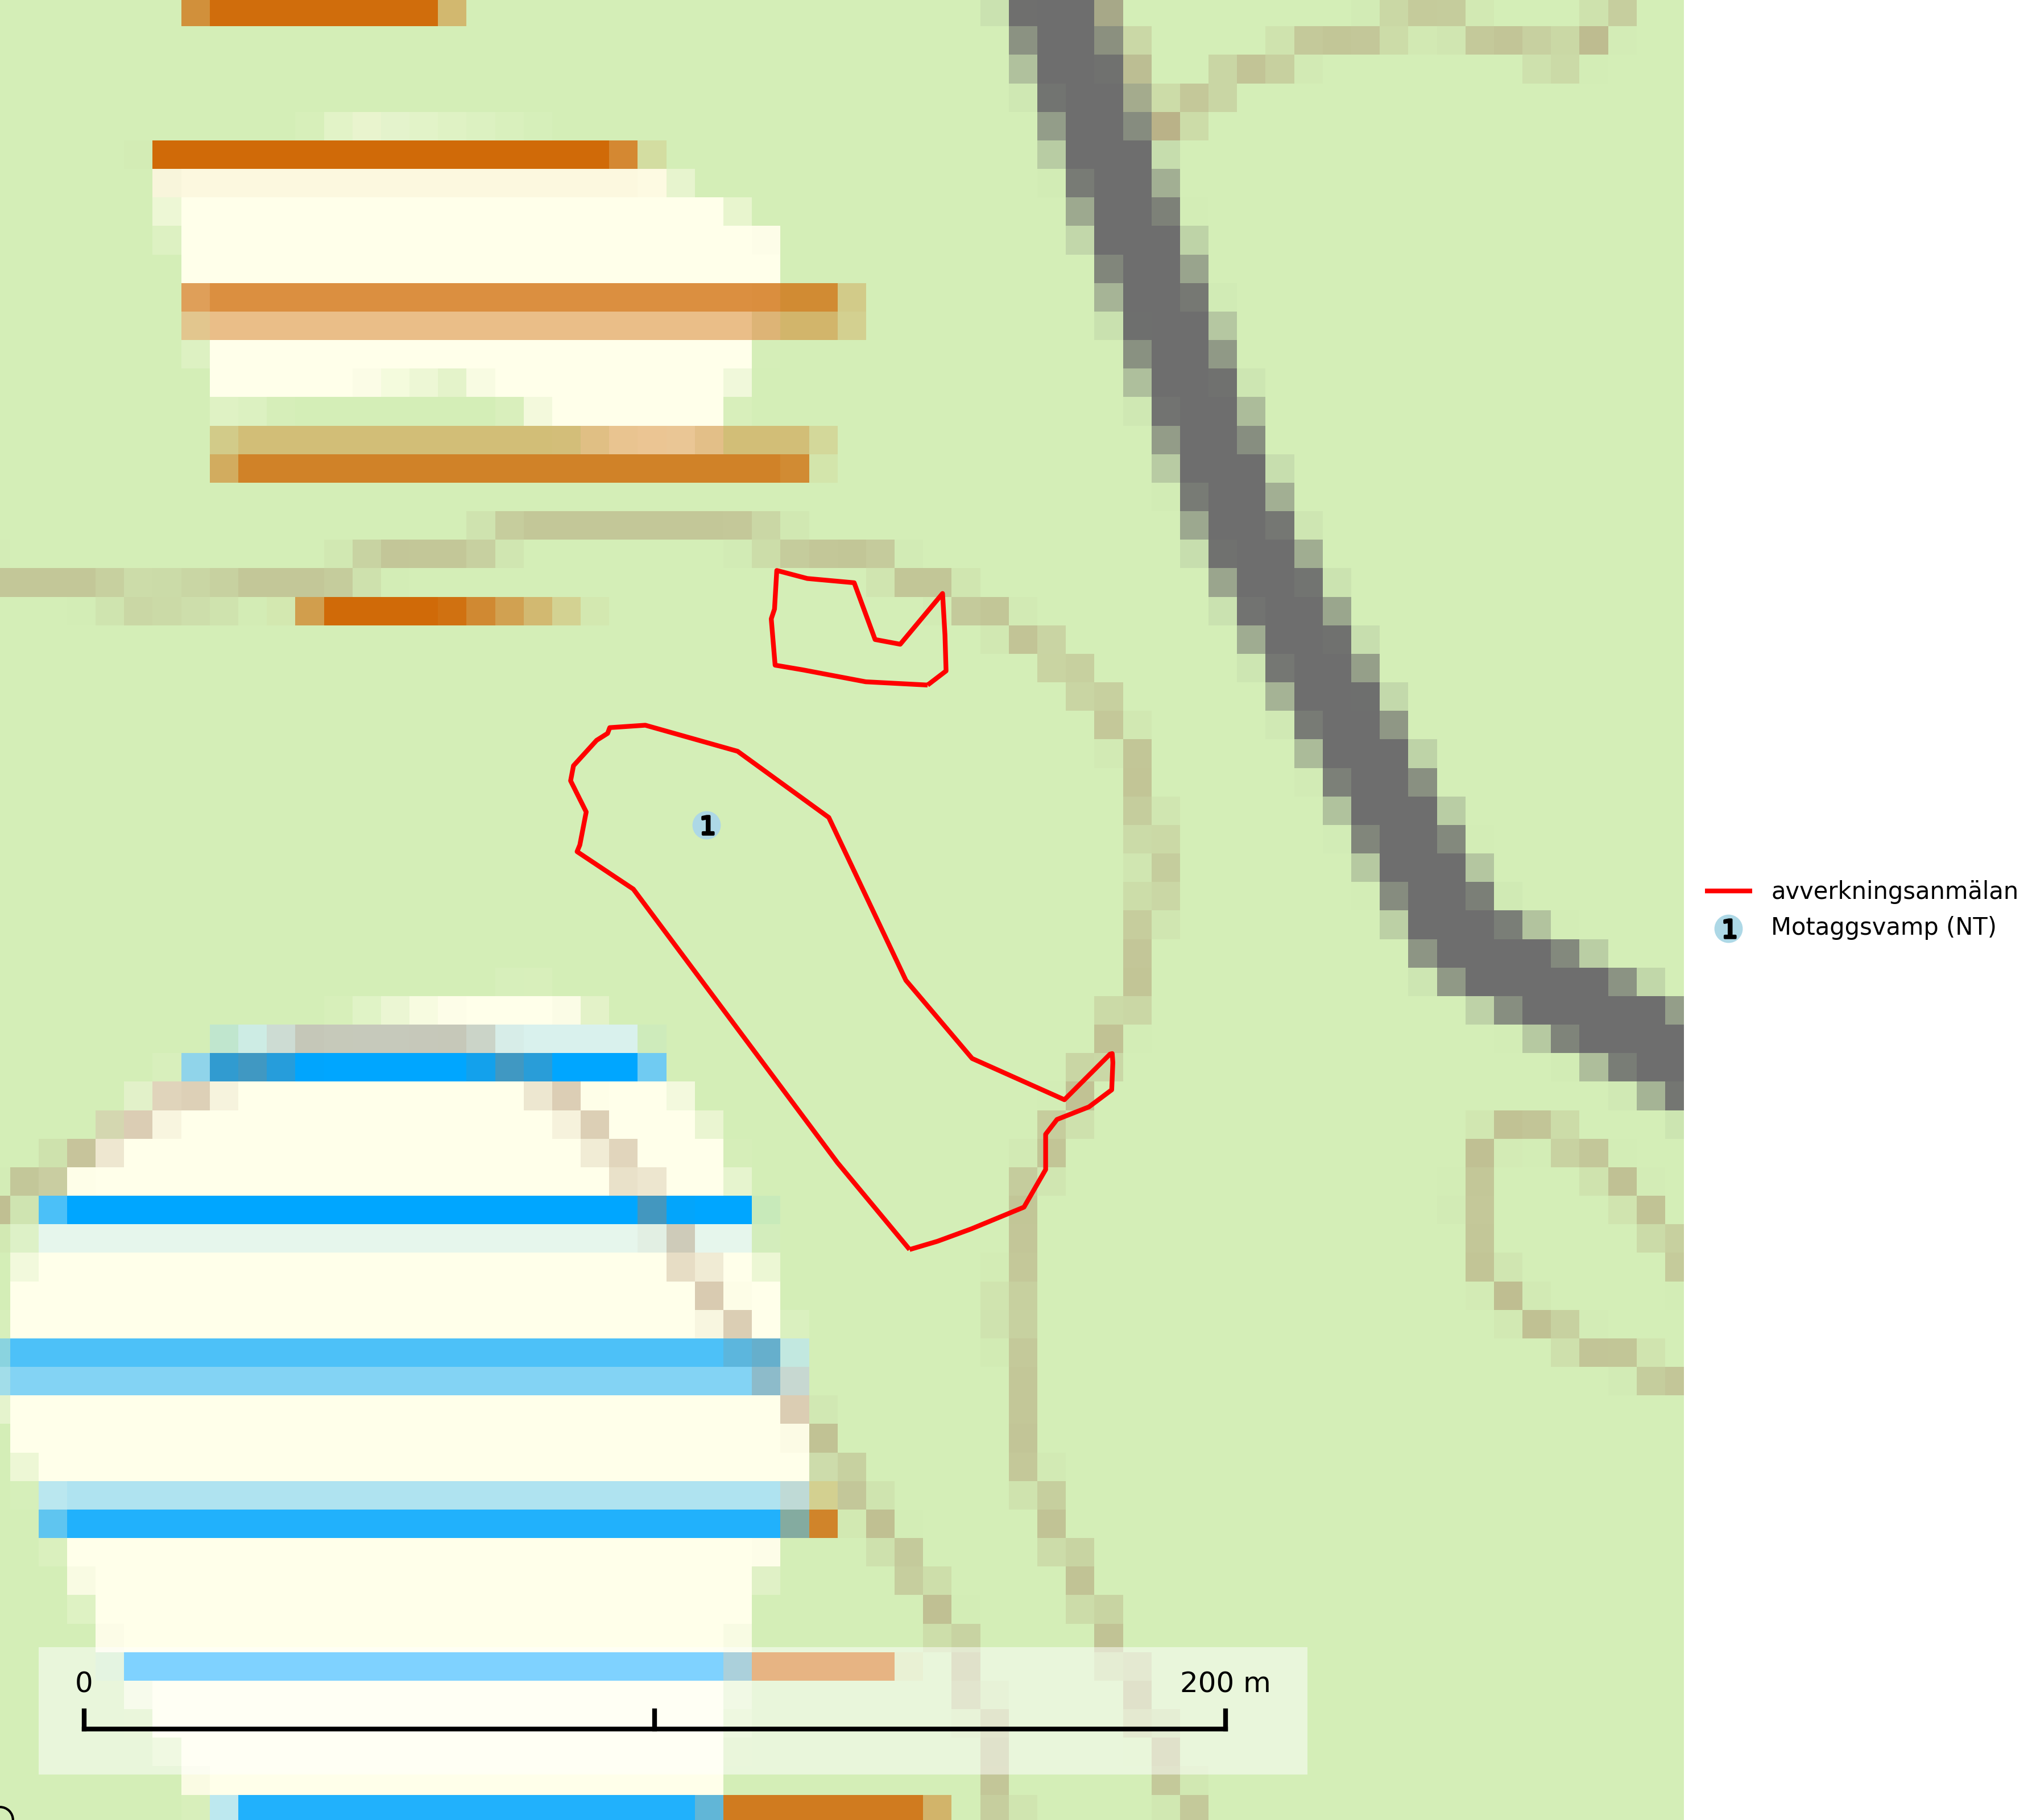 1
avverkningsanmälan
1 Motaggsvamp (NT)
0 200 m